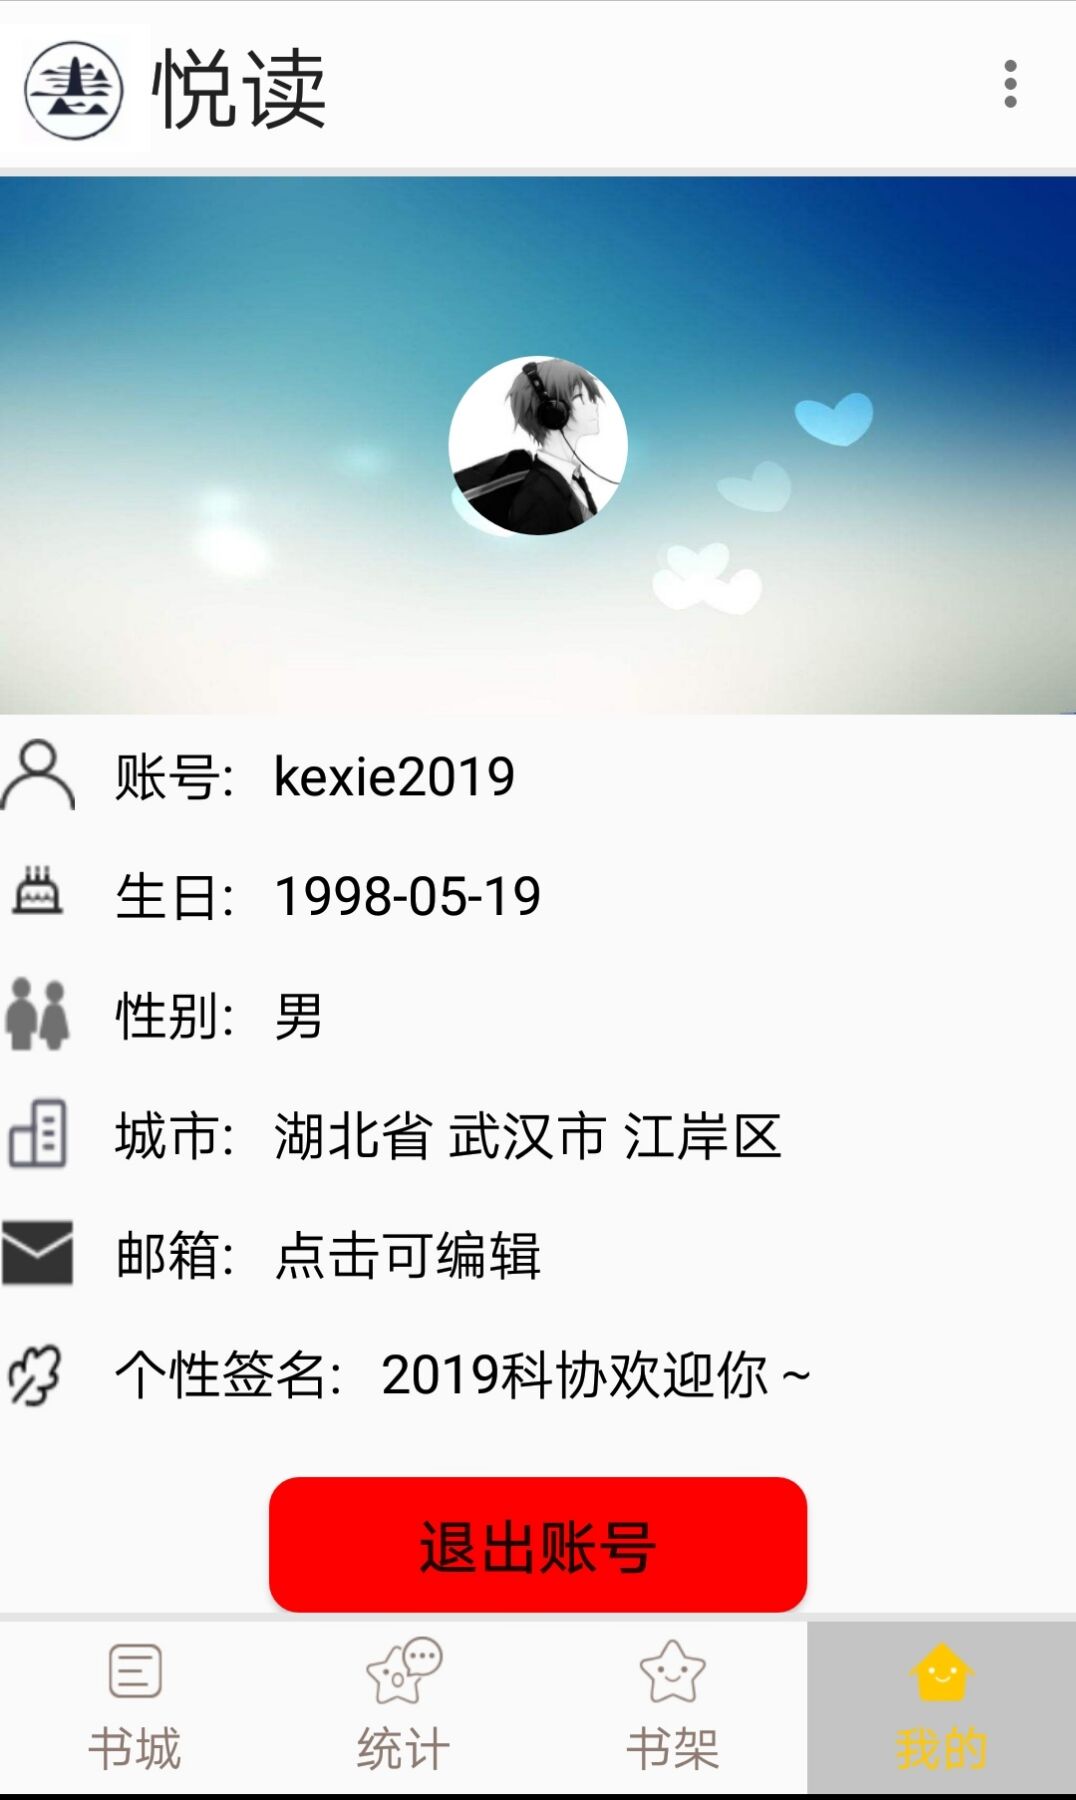 悦读
账号: kexie2019
生日: 1998-05-19
性别: 男
城市: 湖北省 武汉市 江岸区
邮箱: 点击可编辑
个性签名: 2019科协欢迎你 ~
退出账号
书城 统计 书架 我的